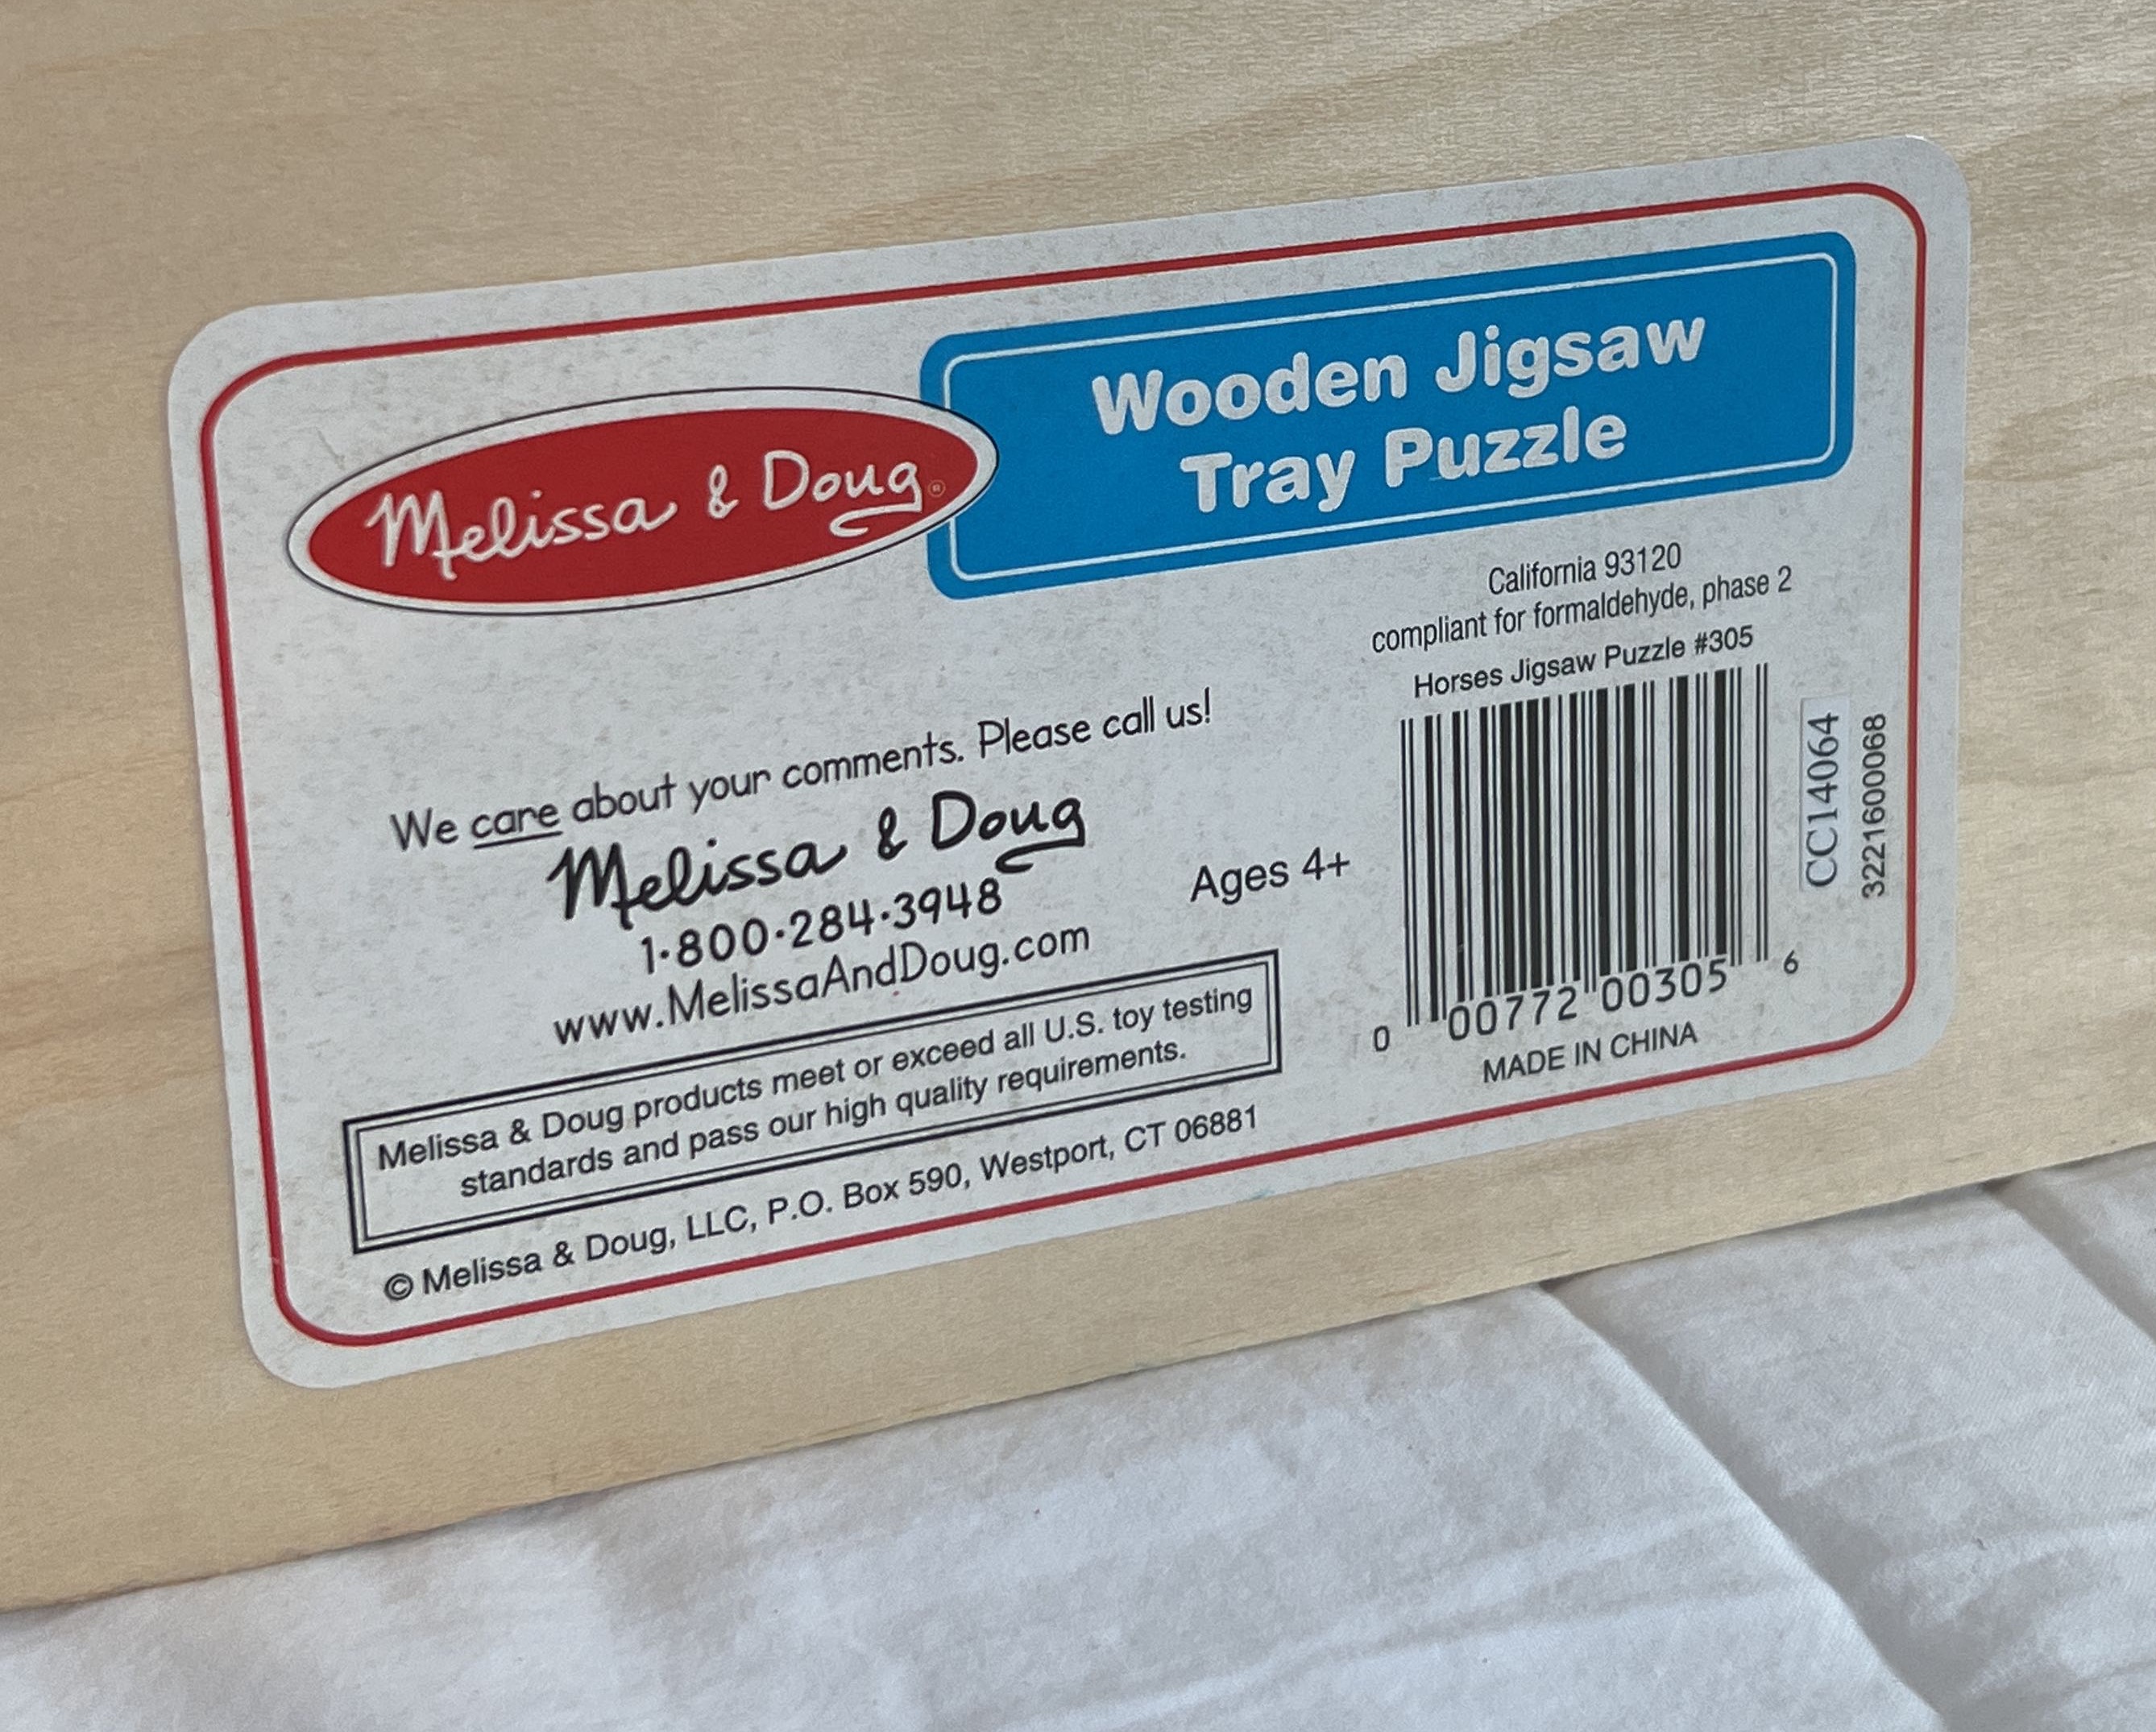 Melissa & Doug®
Wooden Jigsaw
Tray Puzzle
California 93120
compliant for formaldehyde, phase 2
Horses Jigsaw Puzzle #305
We care about your comments. Please call us!
Melissa & Doug
1·800·284·3948
www.MelissaAndDoug.com
Ages 4+
Melissa & Doug products meet or exceed all U.S. toy testing
standards and pass our high quality requirements.
© Melissa & Doug, LLC, P.O. Box 590, Westport, CT 06881
0 00772 00305 6
MADE IN CHINA
CC14064
3221600068